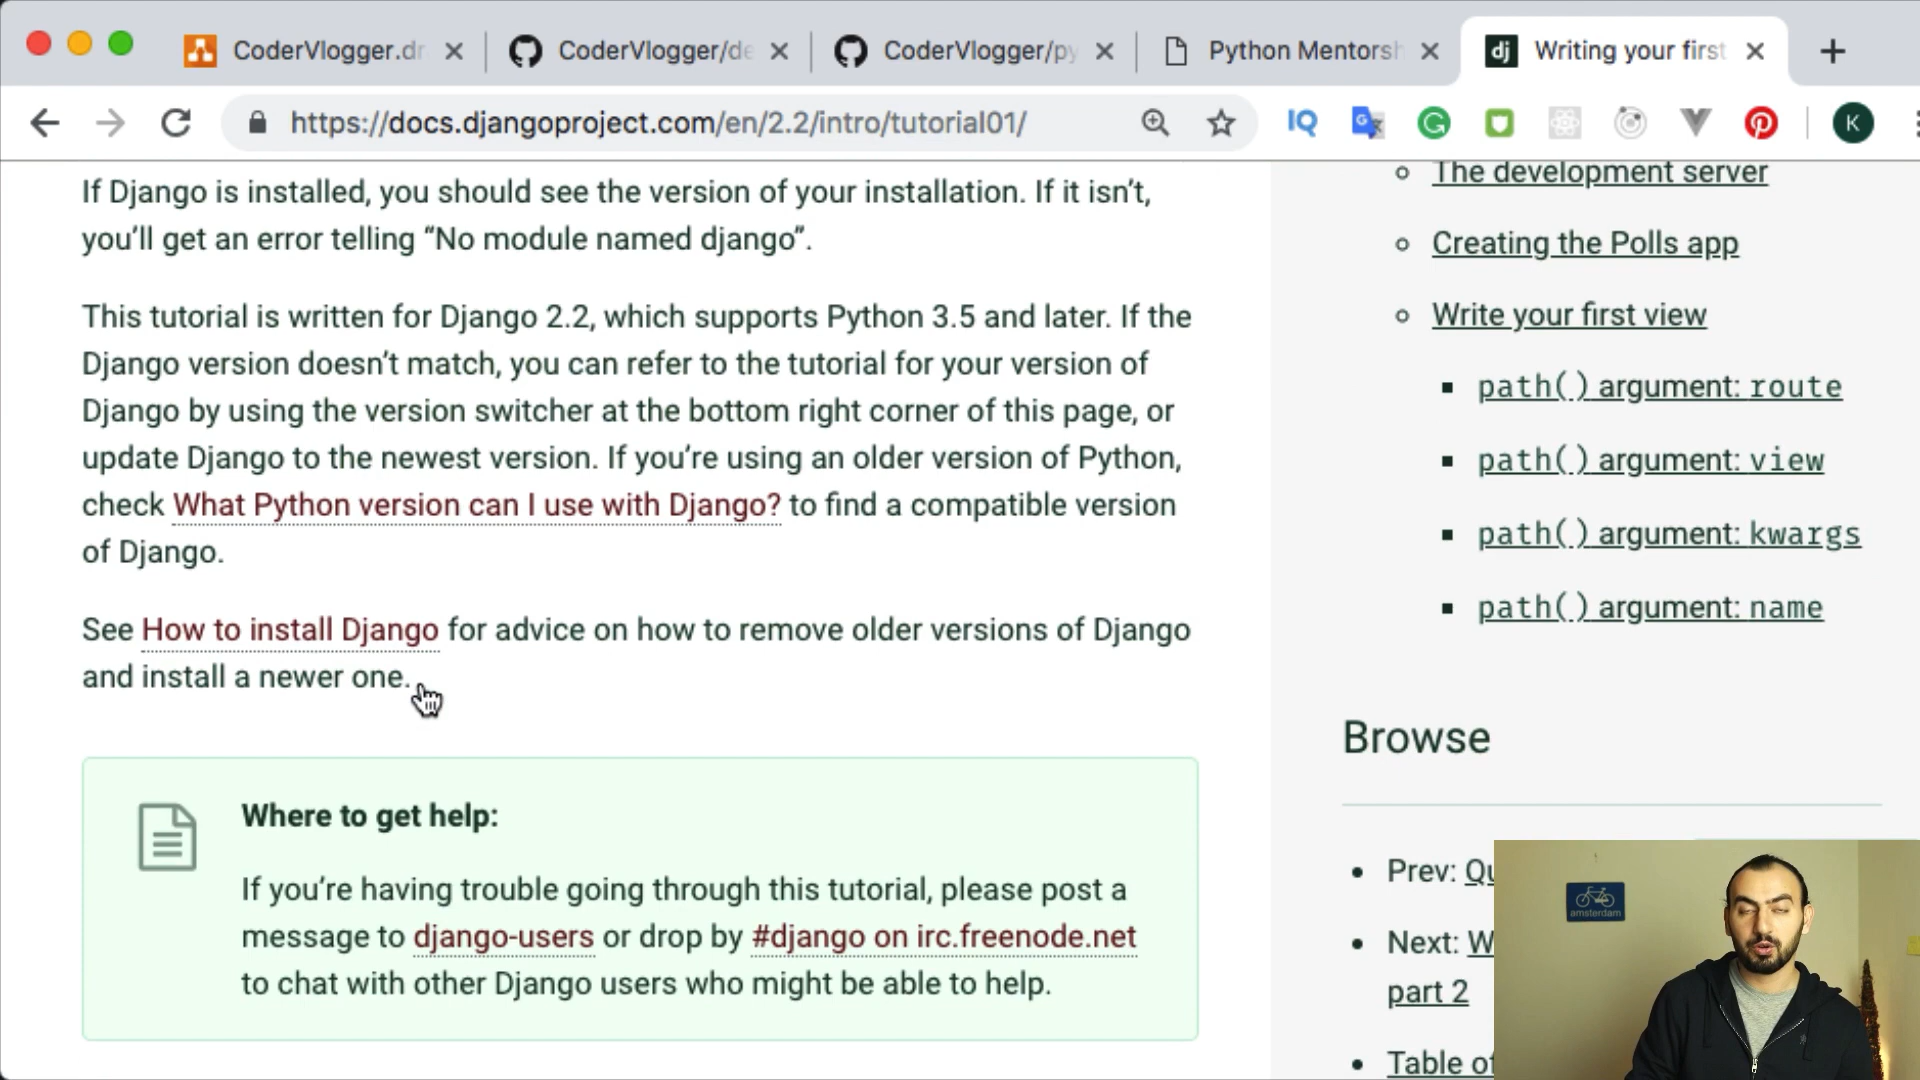 CoderVlogger.dr
CoderVlogger/de
CoderVlogger/py
Python Mentorsh
dj Writing your first
https://docs.djangoproject.com/en/2.2/intro/tutorial01/
IQ
K
If Django is installed, you should see the version of your installation. If it isn’t,
you’ll get an error telling “No module named django”.
This tutorial is written for Django 2.2, which supports Python 3.5 and later. If the
Django version doesn’t match, you can refer to the tutorial for your version of
Django by using the version switcher at the bottom right corner of this page, or
update Django to the newest version. If you’re using an older version of Python,
check What Python version can I use with Django? to find a compatible version
of Django.
See How to install Django for advice on how to remove older versions of Django
and install a newer one.
Where to get help:
If you’re having trouble going through this tutorial, please post a
message to django-users or drop by #django on irc.freenode.net
to chat with other Django users who might be able to help.
The development server
Creating the Polls app
Write your first view
path() argument: route
path() argument: view
path() argument: kwargs
path() argument: name
Browse
Prev: Qu
Next: W
part 2
Table of
amsterdam